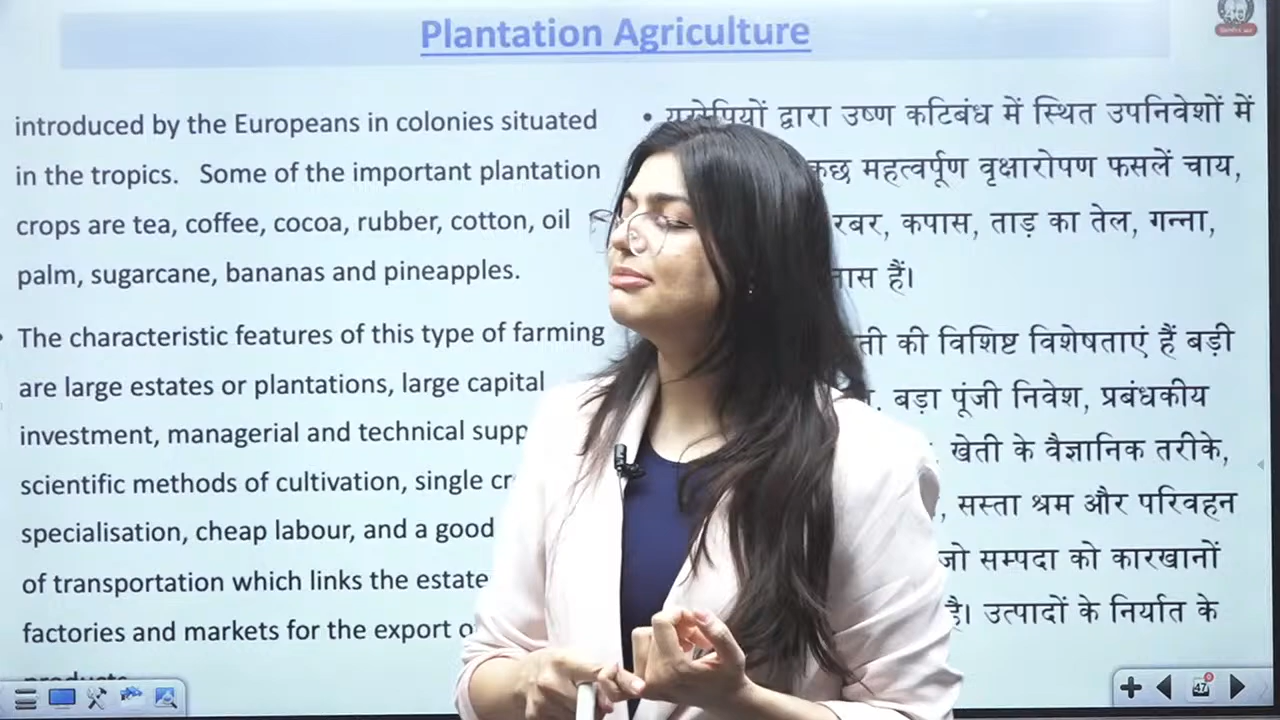 Plantation Agriculture
introduced by the Europeans in colonies situated
in the tropics. Some of the important plantation
crops are tea, coffee, cocoa, rubber, cotton, oil
palm, sugarcane, bananas and pineapples.
• The characteristic features of this type of farming
are large estates or plantations, large capital
investment, managerial and technical supp
scientific methods of cultivation, single cr
specialisation, cheap labour, and a good
of transportation which links the estate
factories and markets for the export o
products
• द्वारा उष्ण कटिबंध में स्थित उपनिवेशों में
कुछ महत्वपूर्ण वृक्षारोपण फसलें चाय,
रबर, कपास, ताड़ का तेल, गन्ना,
हैं।
की विशिष्ट विशेषताएं हैं बड़ी
बड़ा पूंजी निवेश, प्रबंधकीय
खेती के वैज्ञानिक तरीके,
, सस्ता श्रम और परिवहन
जो सम्पदा को कारखानों
है। उत्पादों के निर्यात के
47